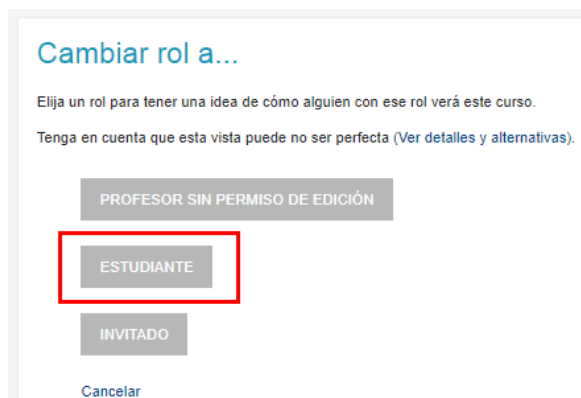 Cambiar rol a...
Elija un rol para tener una idea de cómo alguien con ese rol verá este curso.
Tenga en cuenta que esta vista puede no ser perfecta (Ver detalles y alternativas).
PROFESOR SIN PERMISO DE EDICIÓN
ESTUDIANTE
INVITADO
Cancelar